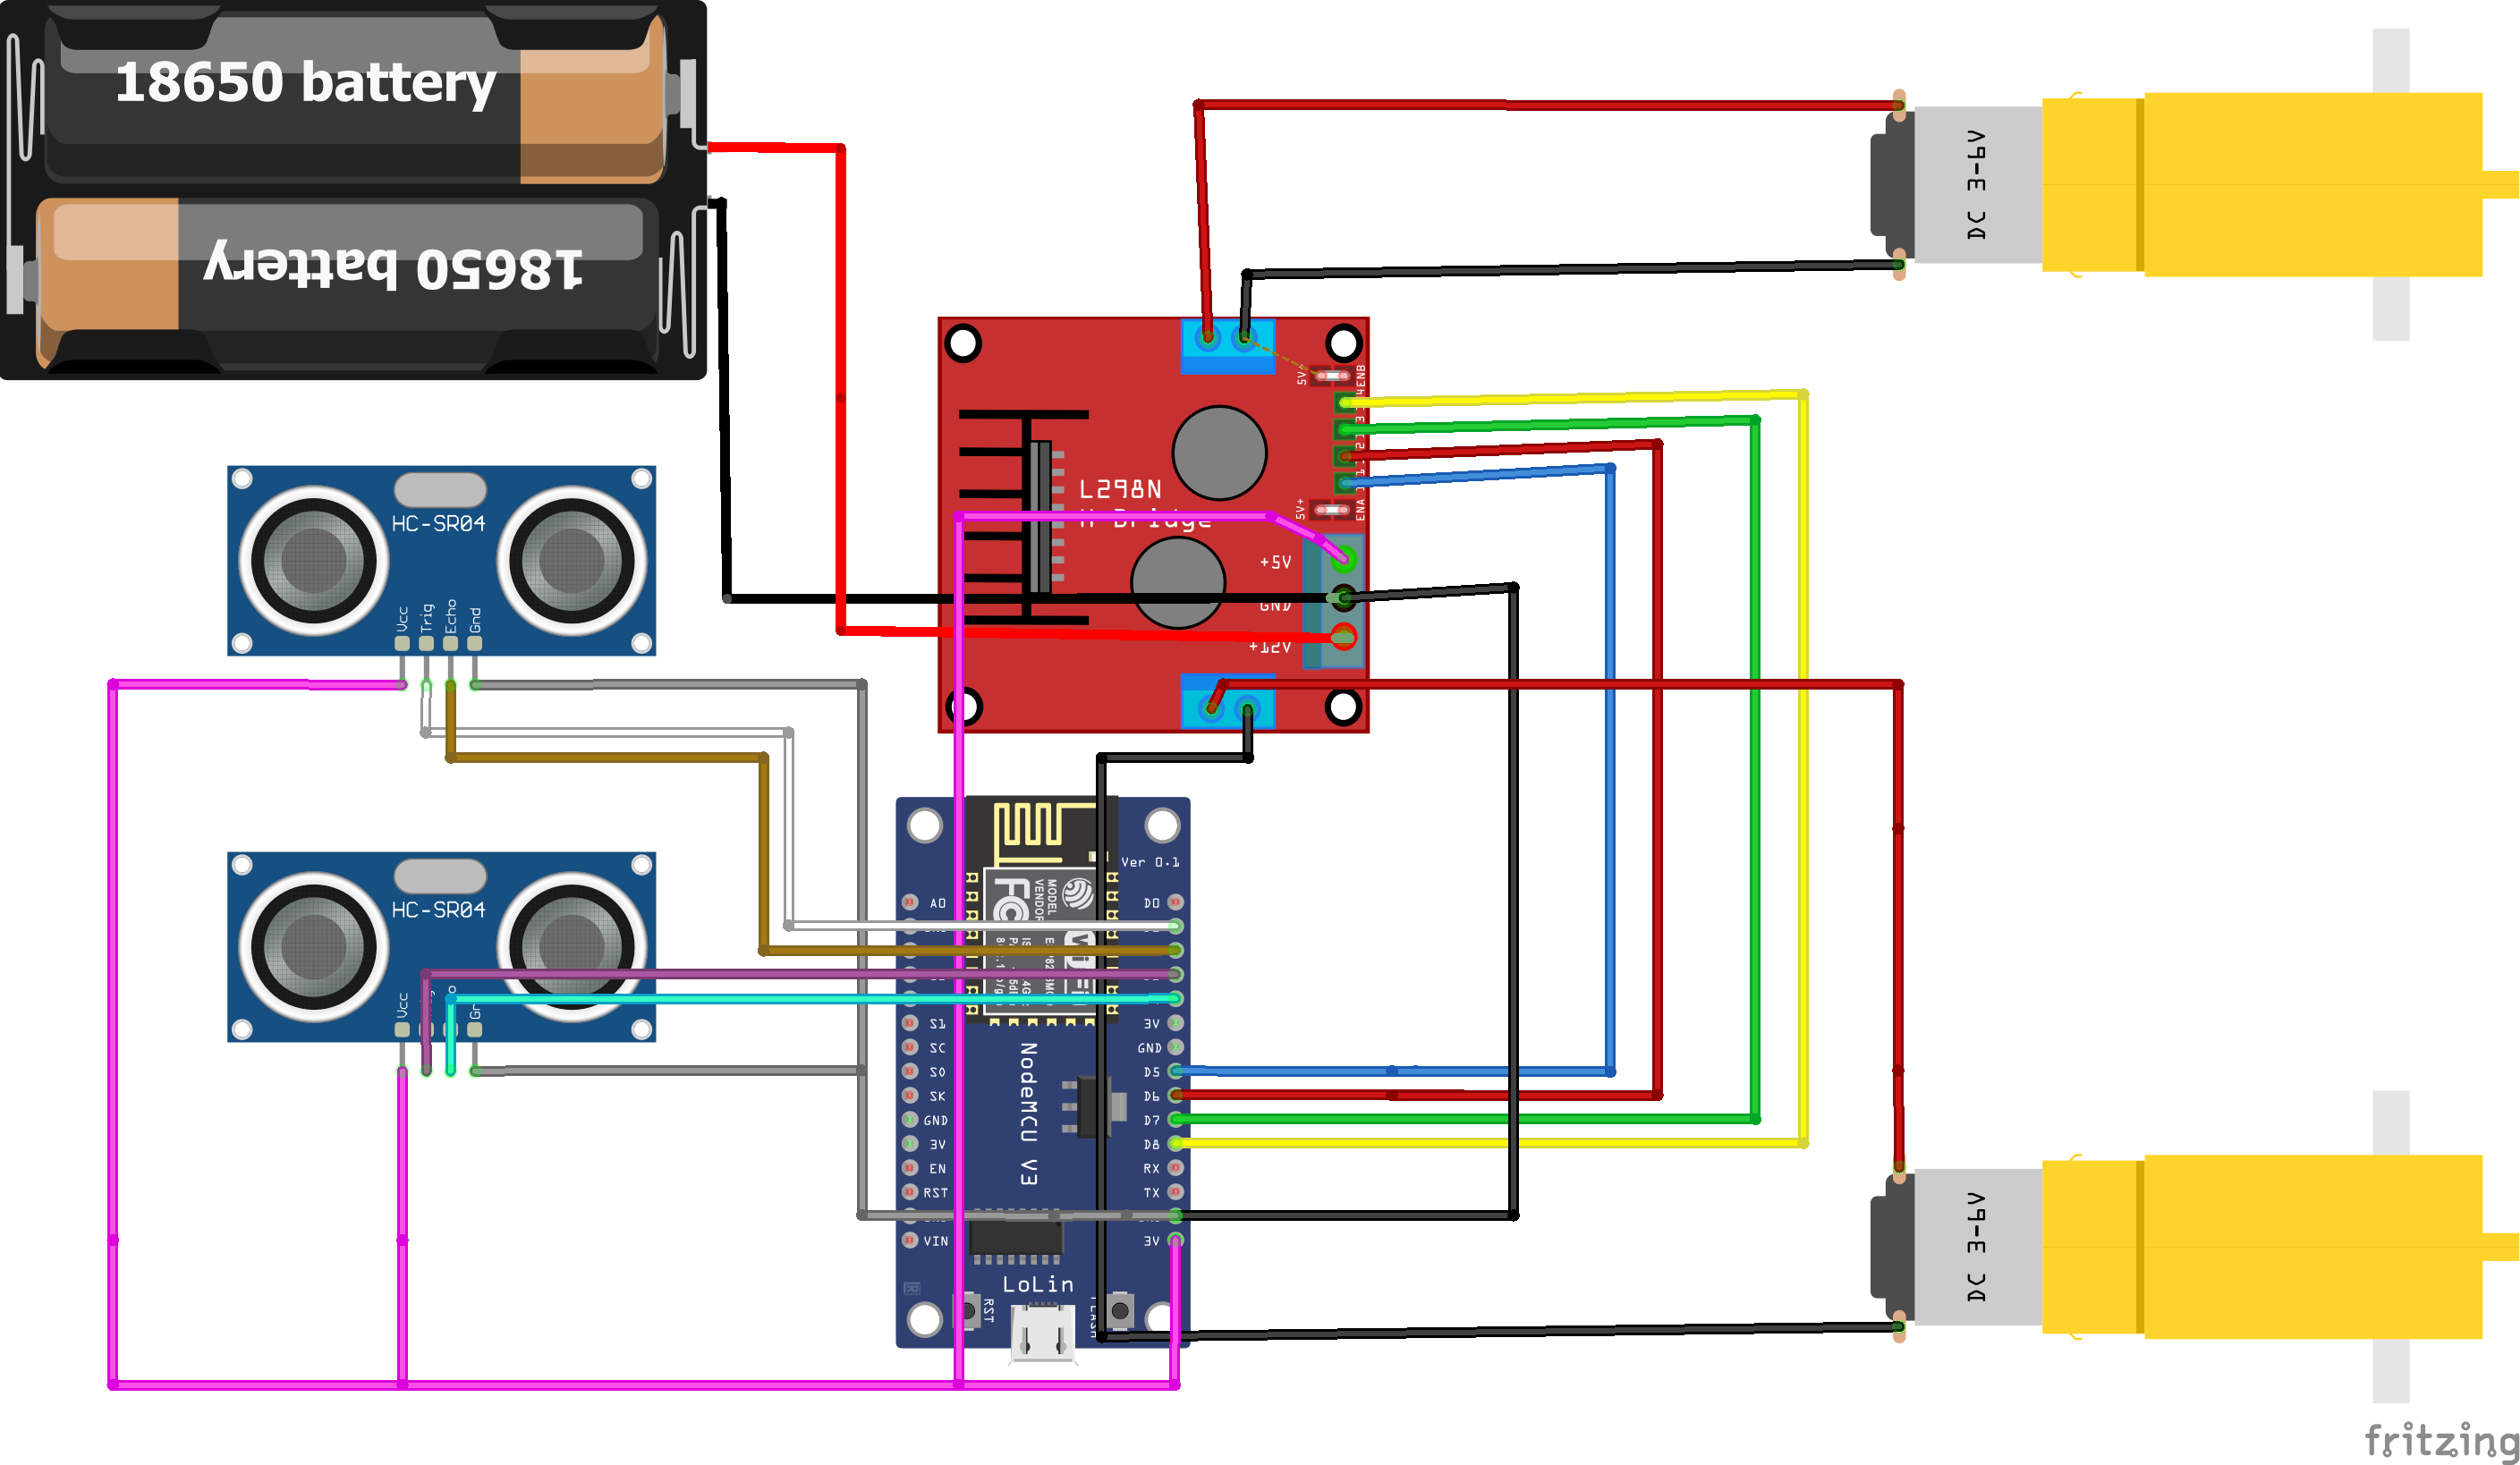 18650 battery
18650 battery
DC 3-6V
HC-SR04
Vcc
Trig
Echo
Gnd
L298N
H-Bridge
5V
ENB
5V+
ENA
+5V
GND
+12V
HC-SR04
Vcc
Ver 0.1
MODEL
VENDOR
A0
D0
S1
3V
SC
GND
S0
D5
SK
D6
GND
D7
3V
D8
EN
RX
RST
TX
VIN
3V
NodeMCU V3
LoLin
RST
DC 3-6V
fritzing